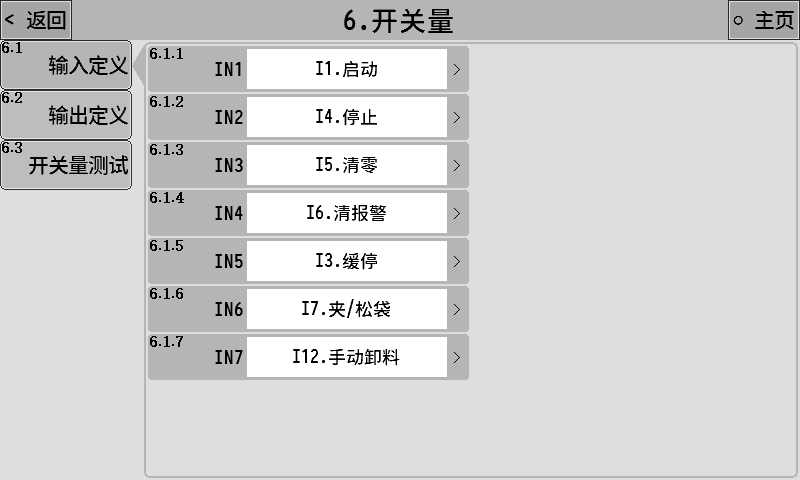 < 返回
6.开关量
○ 主页
6.1
输入定义
6.2
输出定义
6.3
开关量测试
6.1.1
IN1 I1.启动 >
6.1.2
IN2 I4.停止 >
6.1.3
IN3 I5.清零 >
6.1.4
IN4 I6.清报警 >
6.1.5
IN5 I3.缓停 >
6.1.6
IN6 I7.夹/松袋 >
6.1.7
IN7 I12.手动卸料 >